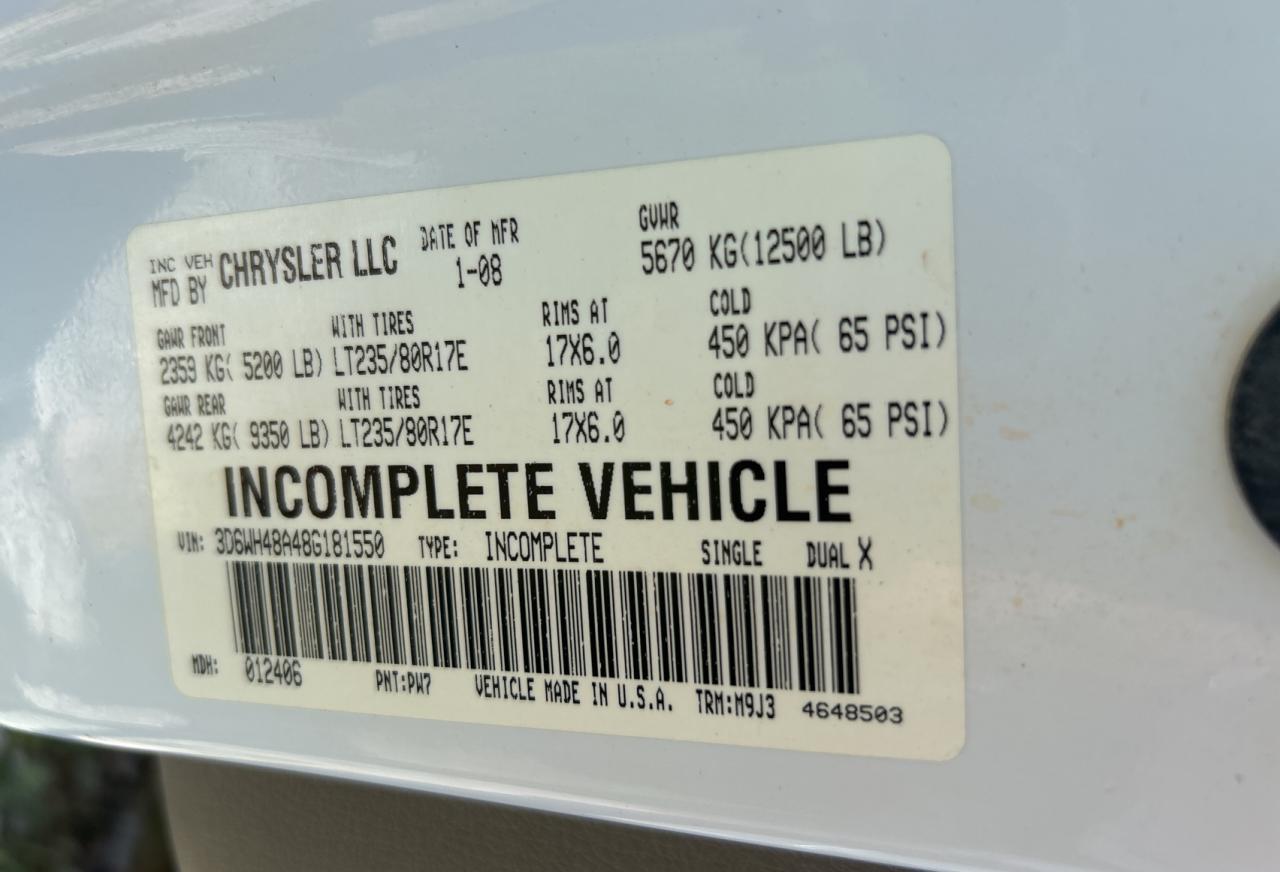 INC VEH
MFD BY CHRYSLER LLC DATE OF MFR 1-08 GVWR 5670 KG(12500 LB)
GAWR FRONT WITH TIRES RIMS AT COLD
2359 KG( 5200 LB) LT235/80R17E 17X6.0 450 KPA( 65 PSI)
GAWR REAR WITH TIRES RIMS AT COLD
4242 KG( 9350 LB) LT235/80R17E 17X6.0 450 KPA( 65 PSI)
INCOMPLETE VEHICLE
VIN: 3D6WH48A48G181550 TYPE: INCOMPLETE SINGLE DUAL X
MDH: 012406 PNT:PW7 VEHICLE MADE IN U.S.A. TRM:M9J3 4648503